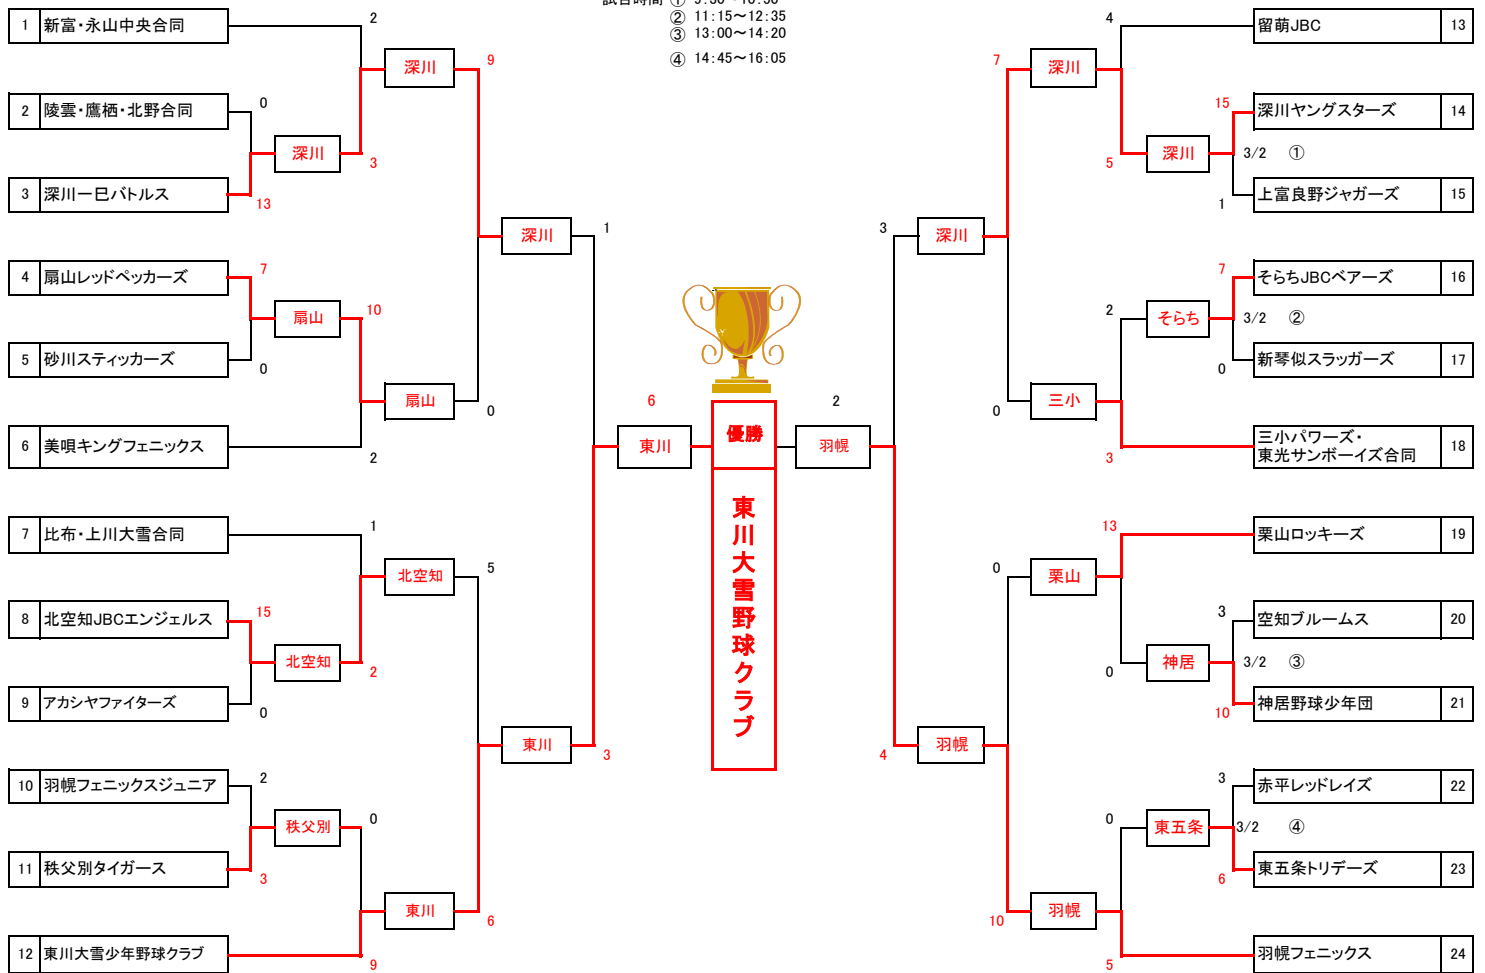 試合時間 ① 9:50～10:50
② 11:15～12:35
③ 13:00～14:20
④ 14:45～16:05
1 新富・永山中央合同
2
深川
9
2 陵雲・鷹栖・北野合同
0
深川
3
3 深川一巳バトルス
13
深川
1
4 扇山レッドペッカーズ
7
扇山
10
5 砂川スティッカーズ
0
扇山
0
6 美唄キングフェニックス
2
東川
6
7 比布・上川大雪合同
1
北空知
5
8 北空知JBCエンジェルス
15
北空知
2
9 アカシヤファイターズ
0
東川
3
10 羽幌フェニックスジュニア
2
秩父別
0
11 秩父別タイガース
3
東川
6
12 東川大雪少年野球クラブ
9
優勝
東川大雪野球クラブ
2
羽幌
留萌JBC 13
4
深川
7
深川ヤングスターズ 14
15
深川
3/2 ①
5
上富良野ジャガーズ 15
1
深川
3
そらちJBCベアーズ 16
7
そらち
3/2 ②
2
新琴似スラッガーズ 17
0
三小
0
三小パワーズ・
東光サンボーイズ合同 18
3
栗山ロッキーズ 19
13
栗山
0
空知ブルームス 20
3
神居
3/2 ③
0
神居野球少年団 21
10
羽幌
4
赤平レッドレイズ 22
3
東五条
3/2 ④
0
東五条トリデーズ 23
6
羽幌
10
羽幌フェニックス 24
5